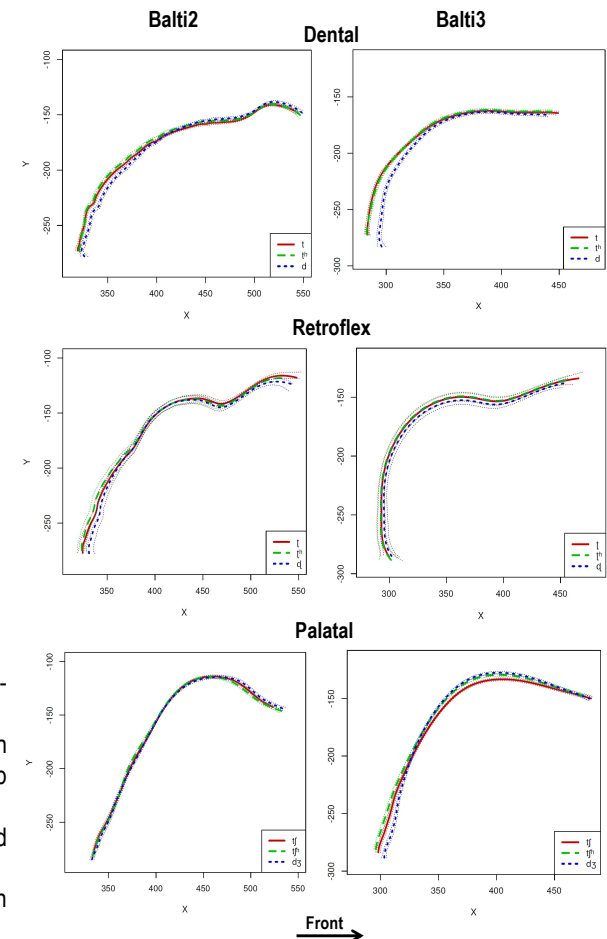 Balti2 Balti3
Dental
-100
-150
-200
-250
Y
350 400 450 500 550
X
t
tʰ
d
-150
-200
-250
-300
300 350 400 450
X
t
tʰ
d
Retroflex
-100
-150
-200
-250
Y
350 400 450 500 550
X
ʈ
ʈʰ
ɖ
-150
-200
-250
-300
300 350 400 450
X
ʈ
ʈʰ
ɖ
Palatal
-100
-150
-200
-250
Y
350 400 450 500 550
X
tʃ
tʃʰ
dʒ
-150
-200
-250
-300
300 350 400 450
X
tʃ
tʃʰ
dʒ
Front